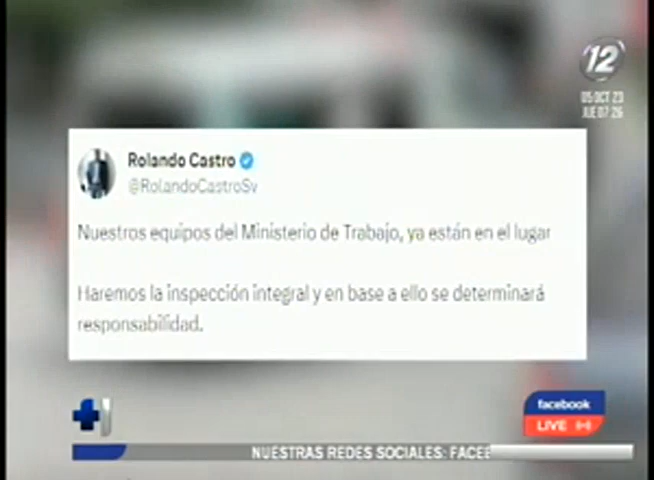 12
05 OCT 23
JUE 07 26
Rolando Castro
@RolandoCastroSv
Nuestros equipos del Ministerio de Trabajo, ya están en el lugar
Haremos la inspección integral y en base a ello se determinará
responsabilidad.
facebook
LIVE
NUESTRAS REDES SOCIALES: FACEB